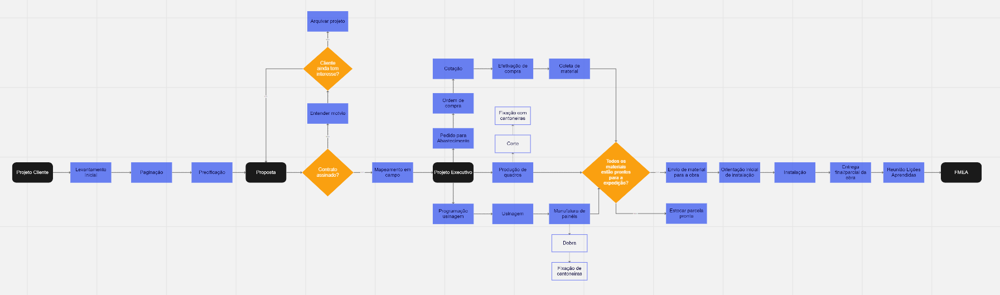 Arquivar projeto
Cliente
ainda tem
interesse?
Entender motvio
Projeto Cliente
Levantamento
Inicial
Paginação
Precificação
Proposta
Contrato
assinado?
Mapeamento em
campo
Cotação
Efetivação de
compra
Coleta de
material
Ordem de
compra
Pedido para
Abastecimento
Fixação com
cantoneiras
Corte
Projeto Executivo
Produção de
quadros
Programação
usinagem
Usinagem
Manufatura de
painéis
Dobra
Fixação de
cantoneiras
Todos os
materiais
estão prontos
para a
expedição?
Envio de material
para a obra
Orientação inicial
de instalação
Instalação
Entrega
final/parcial da
obra
Reunião Lições
Aprendidas
FMEA
Estocar parcela
pronta